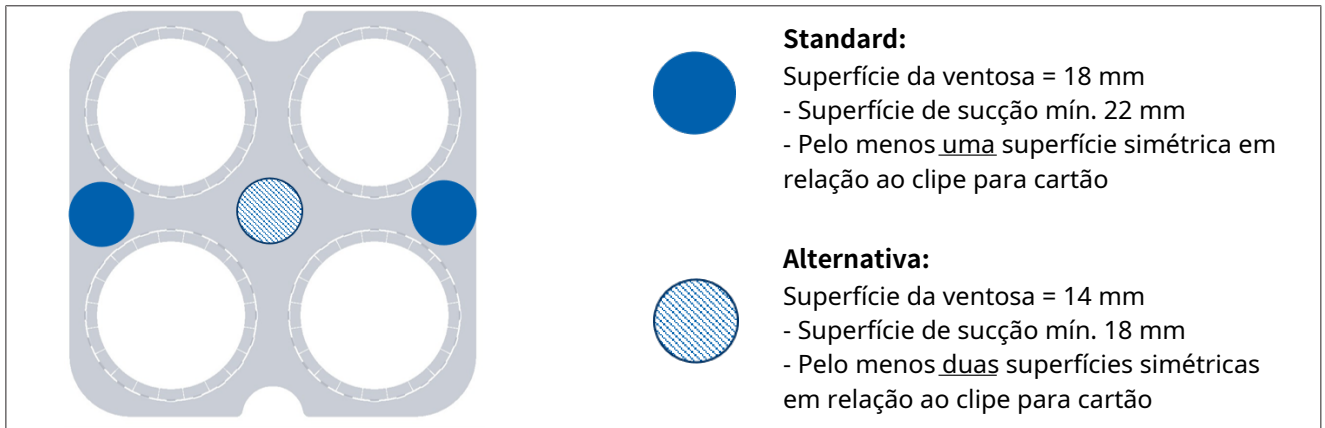 Standard:
Superfície da ventosa = 18 mm
- Superfície de sucção mín. 22 mm
- Pelo menos uma superfície simétrica em
relação ao clipe para cartão
Alternativa:
Superfície da ventosa = 14 mm
- Superfície de sucção mín. 18 mm
- Pelo menos duas superfícies simétricas
em relação ao clipe para cartão